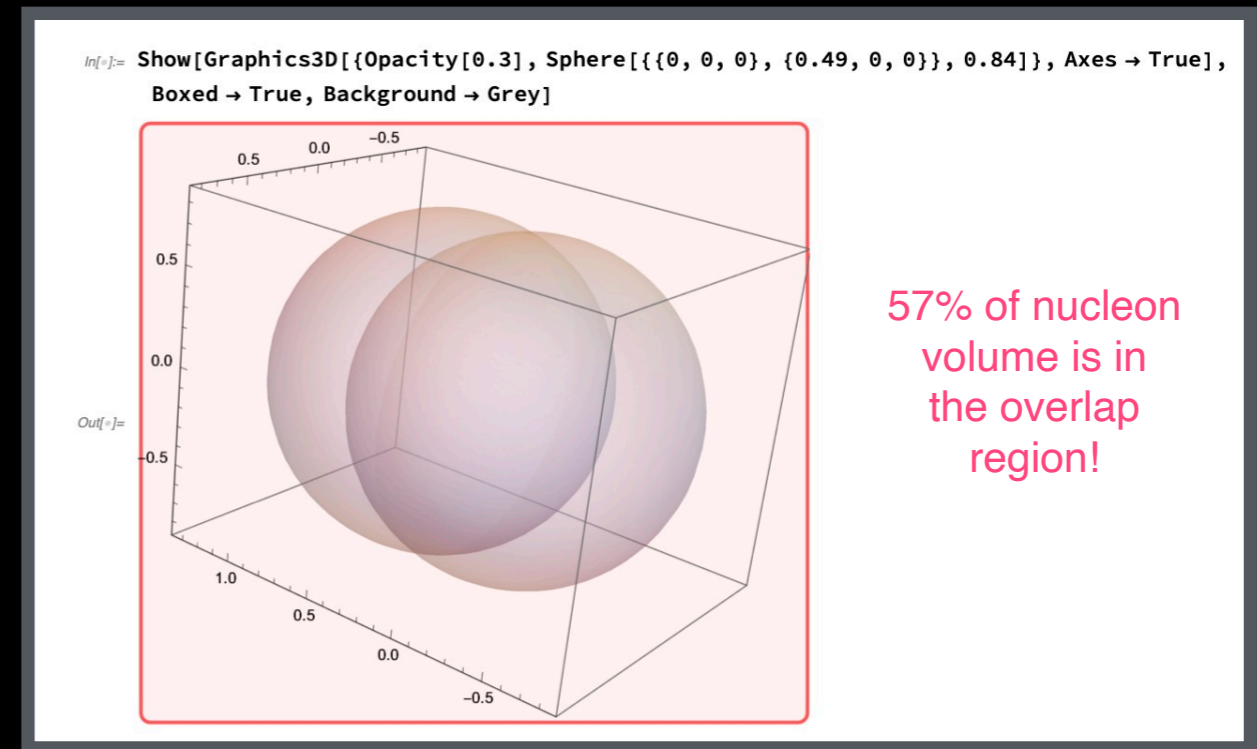 In[◦]:= Show[Graphics3D[{Opacity[0.3], Sphere[{{0, 0, 0}, {0.49, 0, 0}}, 0.84]}, Axes → True],
Boxed → True, Background → Grey]
-0.5
0.0
0.5
0.5
0.0
-0.5
1.0
0.5
0.0
-0.5
Out[◦]=
57% of nucleon
volume is in
the overlap
region!